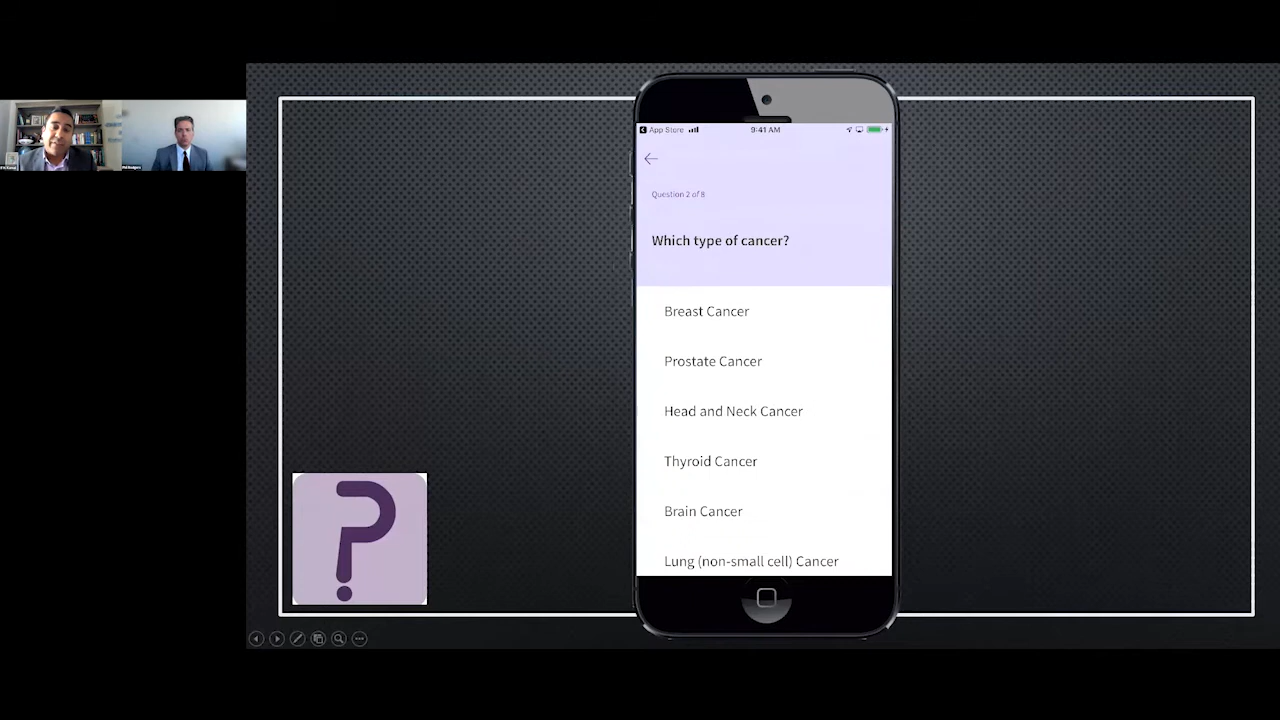 App Store
9:41 AM
Question 2 of 8
Which type of cancer?
Breast Cancer
Prostate Cancer
Head and Neck Cancer
Thyroid Cancer
Brain Cancer
Lung (non-small cell) Cancer
?